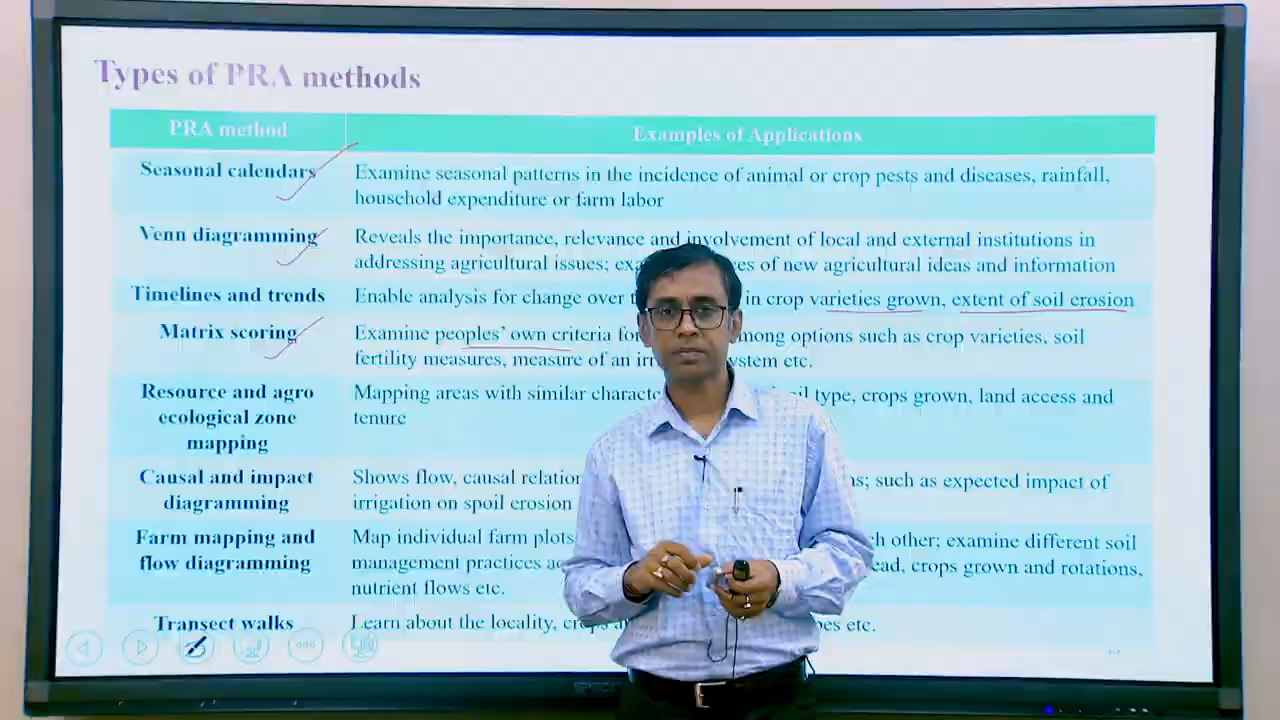 Types of PRA methods
PRA method
Examples of Applications
Seasonal calendars
Examine seasonal patterns in the incidence of animal or crop pests and diseases, rainfall,
household expenditure or farm labor
Venn diagramming
Reveals the importance, relevance and involvement of local and external institutions in
addressing agricultural issues; of new agricultural ideas and information
Timelines and trends
Enable analysis for change over in crop varieties grown, extent of soil erosion
Matrix scoring
Examine peoples' own criteria among options such as crop varieties, soil
fertility measures, measure of an etc.
Resource and agro
ecological zone
mapping
Mapping areas with similar type, crops grown, land access and
tenure
Causal and impact
diagramming
Shows flow, causal such as expected impact of
irrigation on spoil erosion
Farm mapping and
flow diagramming
Map individual farm plots other; examine different soil
management practices crops grown and rotations,
nutrient flows etc.
Transect walks
Learn about the locality, etc.